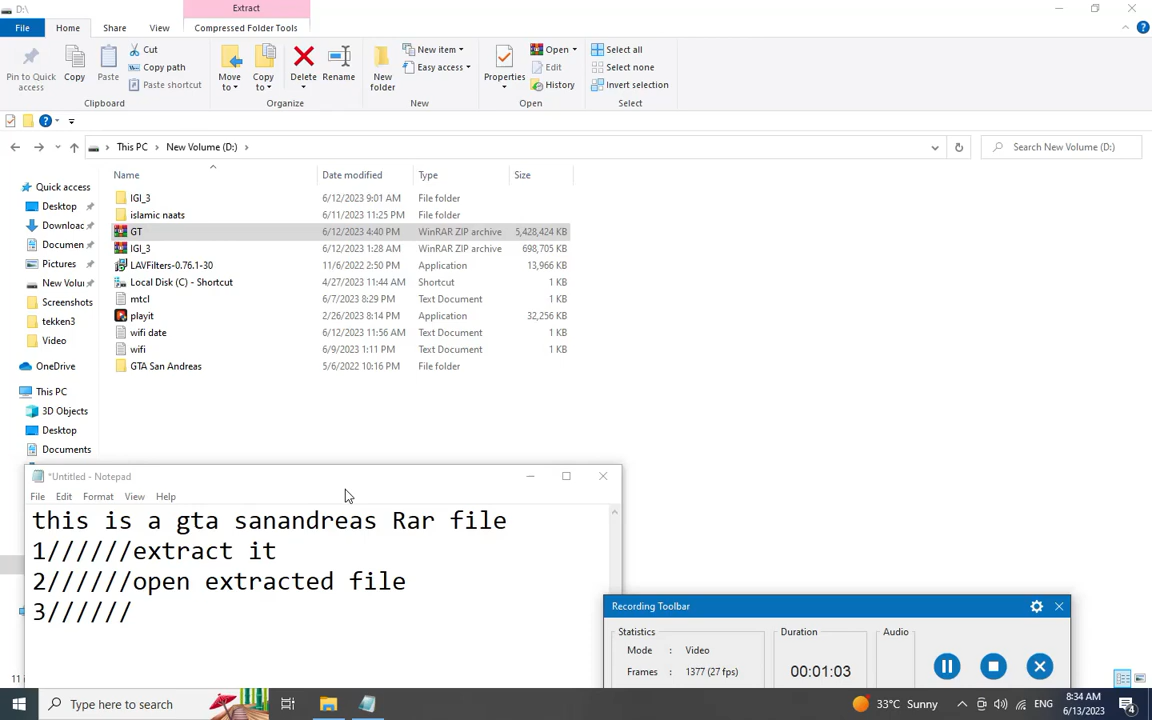 D:\
Extract
File
Home
Share
View
Compressed Folder Tools
Pin to Quick access
Copy
Paste
Cut
Copy path
Paste shortcut
Clipboard
Move to
Copy to
Delete
Rename
Organize
New folder
New item
Easy access
New
Properties
Open
Edit
History
Open
Select all
Select none
Invert selection
Select
This PC > New Volume (D:) >
Search New Volume (D:)
Name Date modified Type Size
IGI_3 6/12/2023 9:01 AM File folder
islamic naats 6/11/2023 11:25 PM File folder
GT 6/12/2023 4:40 PM WinRAR ZIP archive 5,428,424 KB
IGI_3 6/12/2023 1:28 AM WinRAR ZIP archive 698,705 KB
LAVFilters-0.76.1-30 11/6/2022 2:50 PM Application 13,966 KB
Local Disk (C) - Shortcut 4/27/2023 11:44 AM Shortcut 1 KB
mtcl 6/7/2023 8:29 PM Text Document 1 KB
playit 2/26/2023 8:14 PM Application 32,256 KB
wifi date 6/12/2023 11:56 AM Text Document 1 KB
wifi 6/9/2023 1:11 PM Text Document 1 KB
GTA San Andreas 5/6/2022 10:16 PM File folder
Quick access
Desktop
Downloac
Documen
Pictures
New Volu
Screenshots
tekken3
Video
OneDrive
This PC
3D Objects
Desktop
Documents
*Untitled - Notepad
File Edit Format View Help
this is a gta sanandreas Rar file
1//////extract it
2//////open extracted file
3//////
Recording Toolbar
Statistics
Mode : Video
Frames : 1377 (27 fps)
Duration
00:01:03
Audio
11
Type here to search
33°C Sunny
ENG
8:34 AM
6/13/2023
4